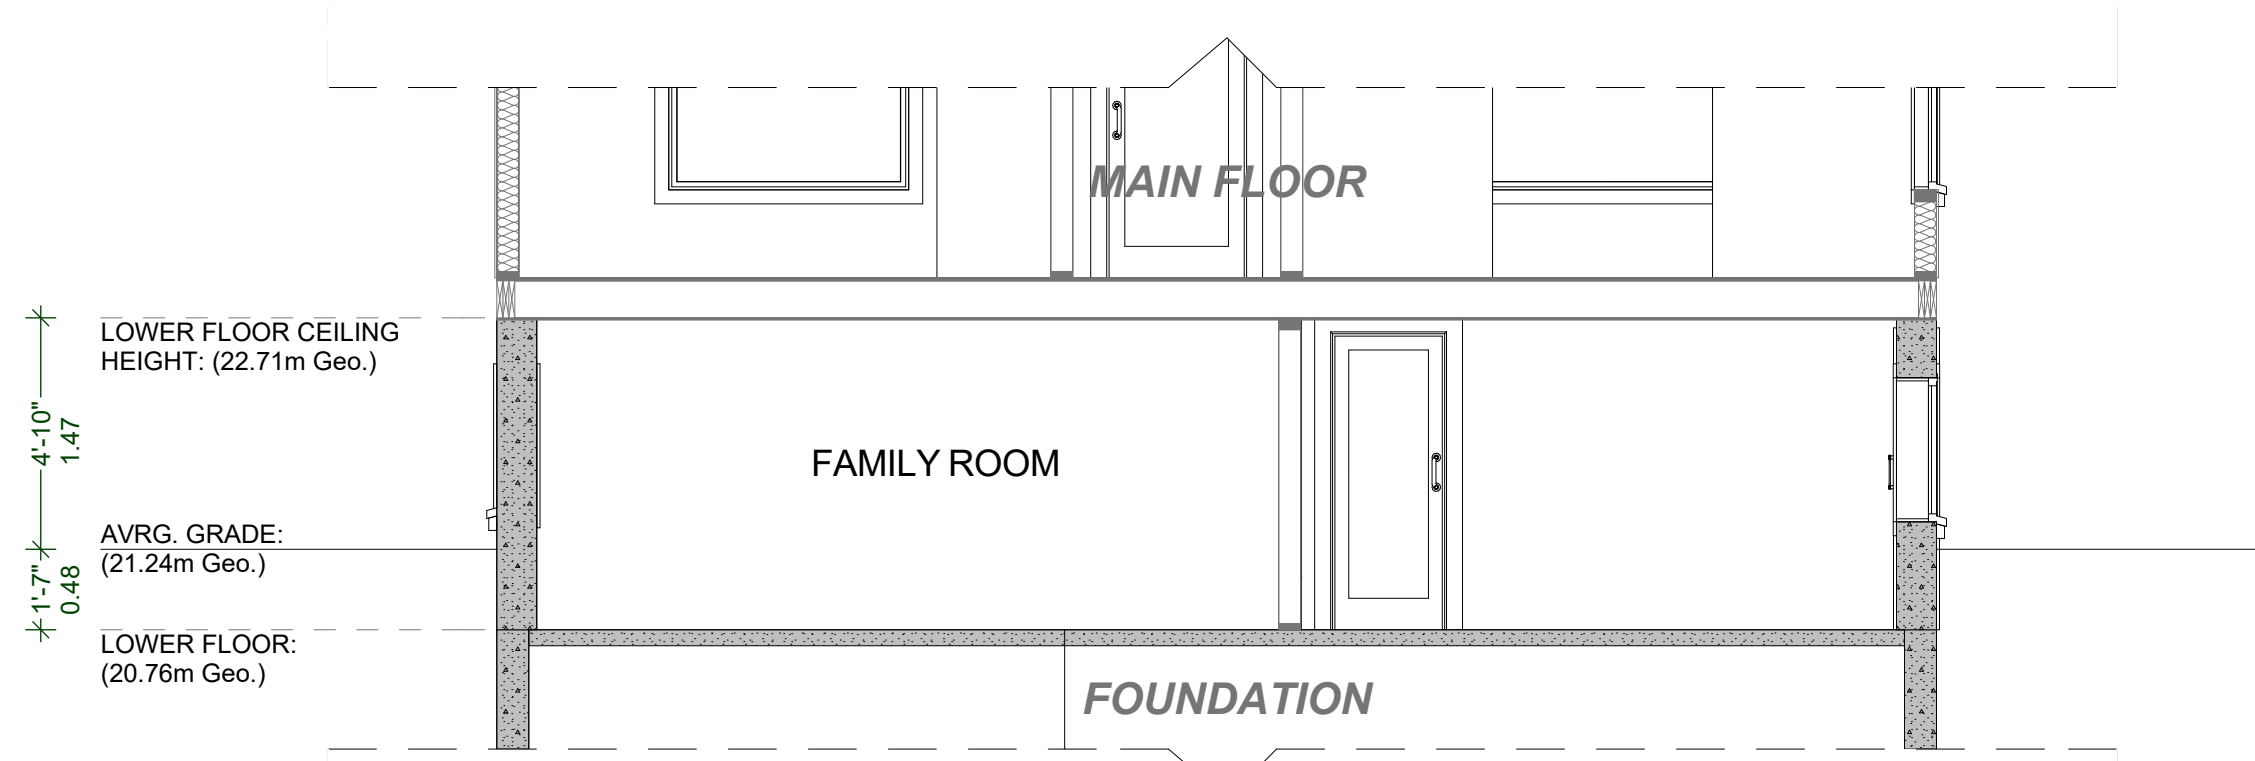 MAIN FLOOR
LOWER FLOOR CEILING
HEIGHT: (22.71m Geo.)
4'-10"
1.47
FAMILY ROOM
AVRG. GRADE:
(21.24m Geo.)
1'-7"
0.48
LOWER FLOOR:
(20.76m Geo.)
FOUNDATION